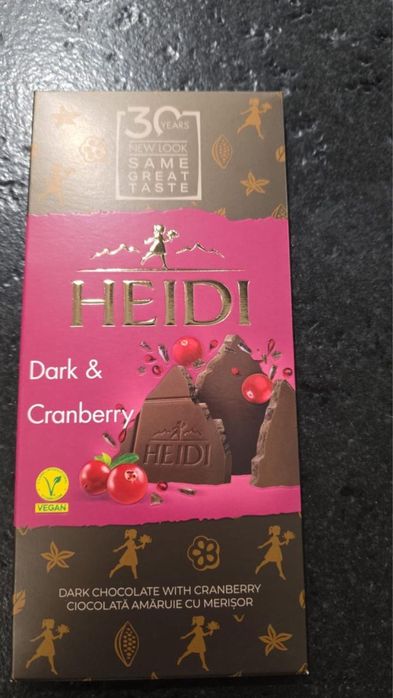 30 YEARS
NEW LOOK
SAME
GREAT
TASTE
HEIDI
Dark &
Cranberry
HEIDI
VEGAN
DARK CHOCOLATE WITH CRANBERRY
CIOCOLATĂ AMĂRUIE CU MERIȘOR